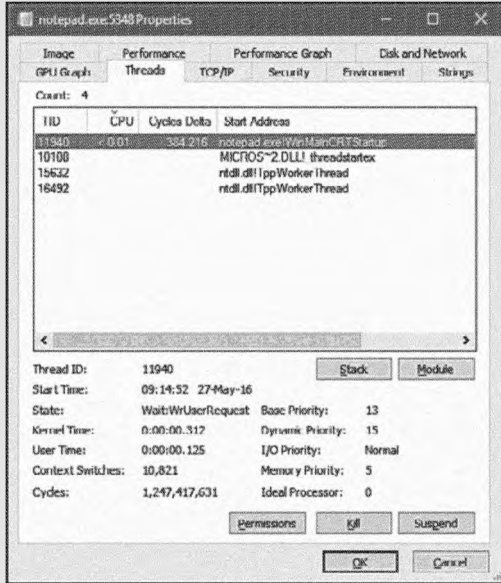 notepad.exe:5348 Properties
Image Performance Performance Graph Disk and Network
GPU Graph Threads TCP/IP Security Environment Strings
Count: 4
TID CPU Cycles Delta Start Address
11940 < 0.01 384,216 notepad.exe!WinMainCRTStartup
10100 MICROS~2.DLL!_threadstartex
15632 ntdll.dll!TppWorkerThread
16492 ntdll.dll!TppWorkerThread
Thread ID: 11940 Stack Module
Start Time: 09:14:52 27-May-16
State: Wait:WrUserRequest Base Priority: 13
Kernel Time: 0:00:00.312 Dynamic Priority: 15
User Time: 0:00:00.125 I/O Priority: Normal
Context Switches: 10,821 Memory Priority: 5
Cycles: 1,247,417,631 Ideal Processor: 0
Permissions Kill Suspend
OK Cancel